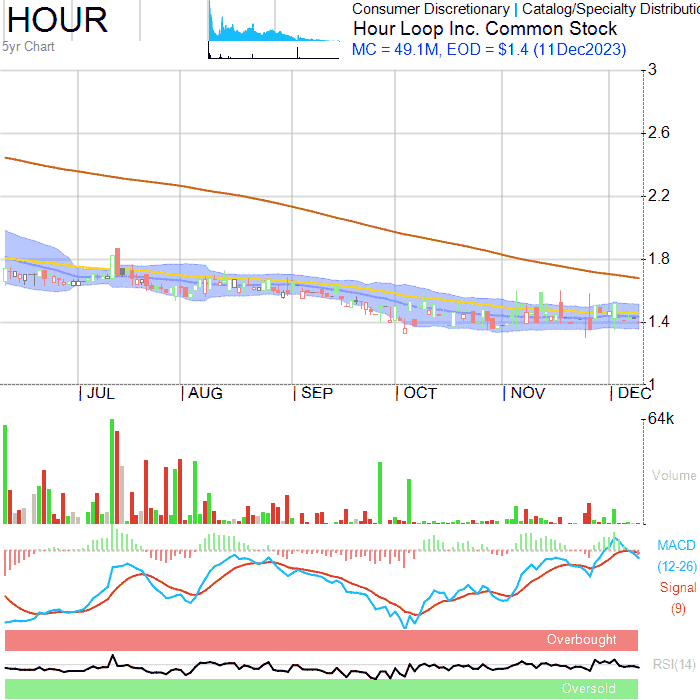 HOUR
5yr Chart
Consumer Discretionary | Catalog/Specialty Distributio
Hour Loop Inc. Common Stock
MC = 49.1M, EOD = $1.4 (11Dec2023)
3
2.6
2.2
1.8
1.4
1
| JUL | AUG | SEP | OCT | NOV | DEC
64k
Volume
MACD
(12-26)
Signal
(9)
Overbought
RSI(14)
Oversold